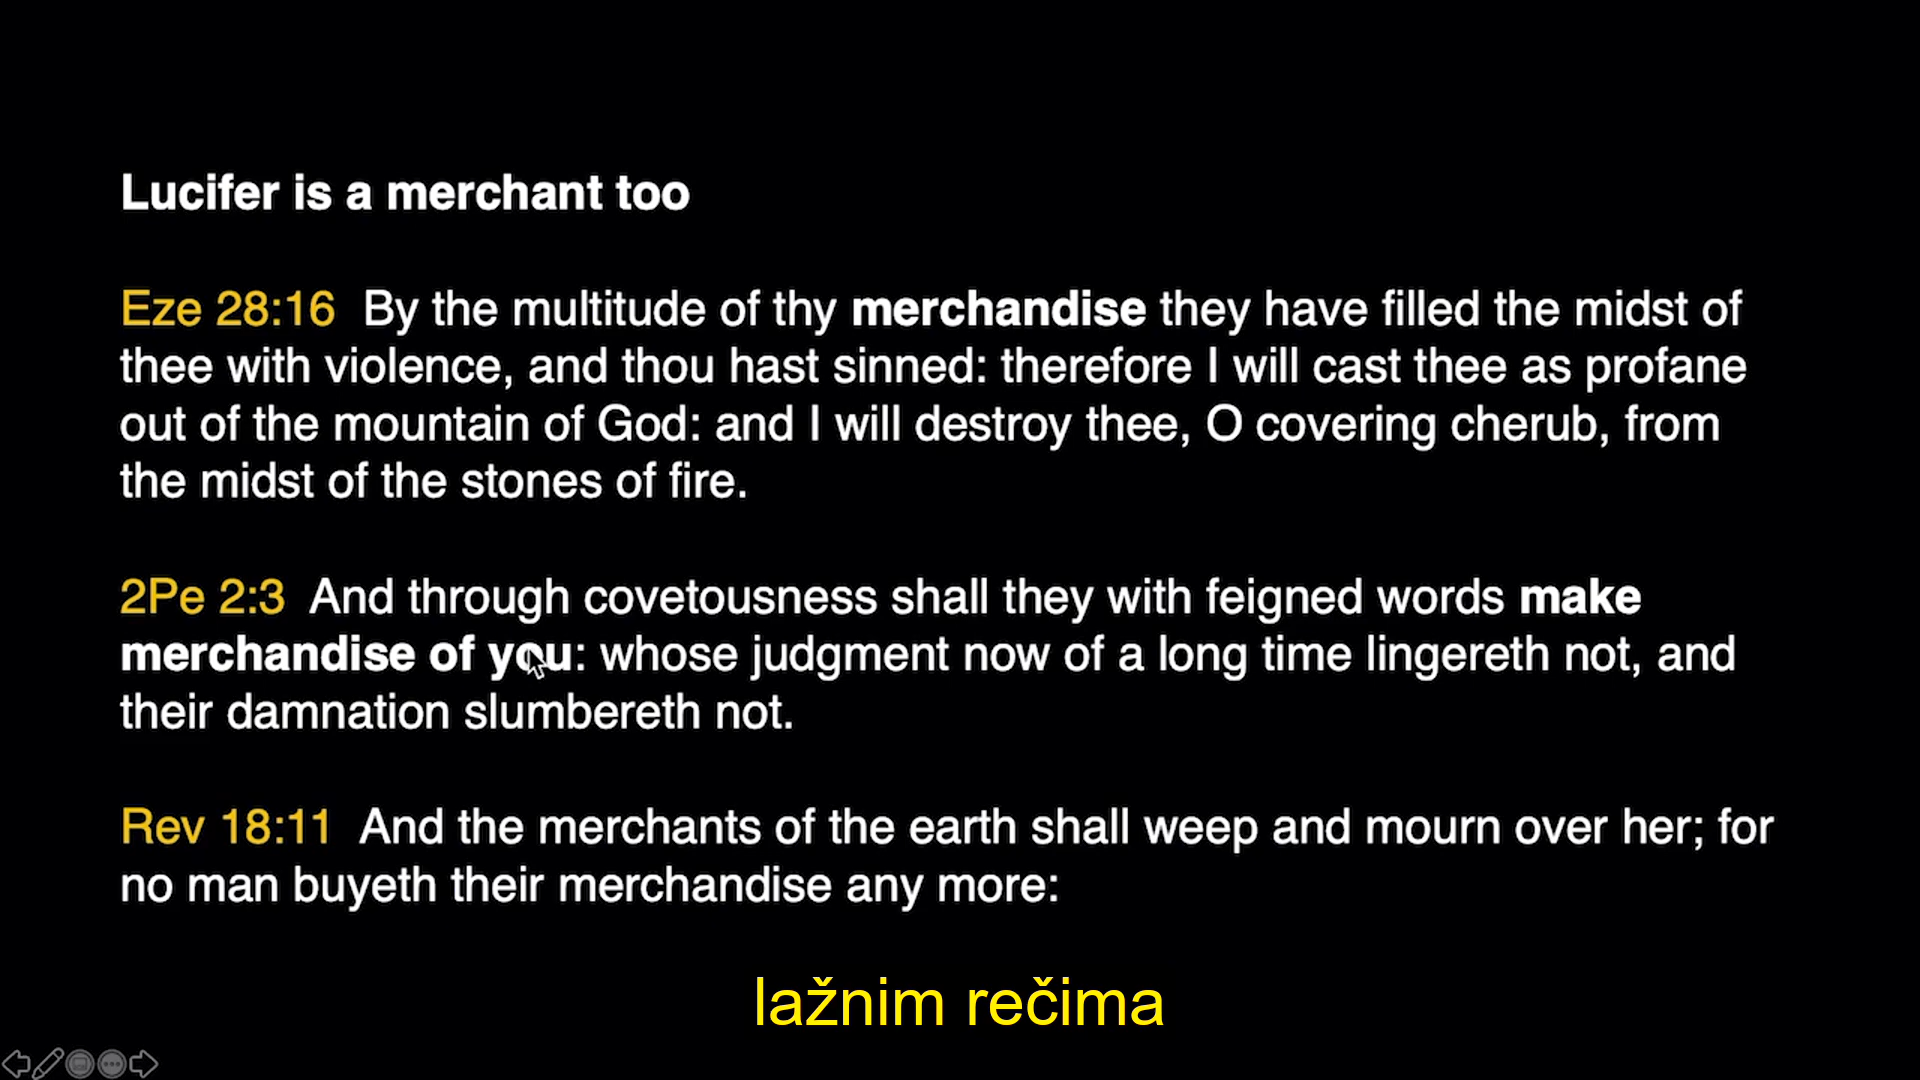 Lucifer is a merchant too
Eze 28:16 By the multitude of thy merchandise they have filled the midst of
thee with violence, and thou hast sinned: therefore I will cast thee as profane
out of the mountain of God: and I will destroy thee, O covering cherub, from
the midst of the stones of fire.
2Pe 2:3 And through covetousness shall they with feigned words make
merchandise of you: whose judgment now of a long time lingereth not, and
their damnation slumbereth not.
Rev 18:11 And the merchants of the earth shall weep and mourn over her; for
no man buyeth their merchandise any more:
lažnim rečima